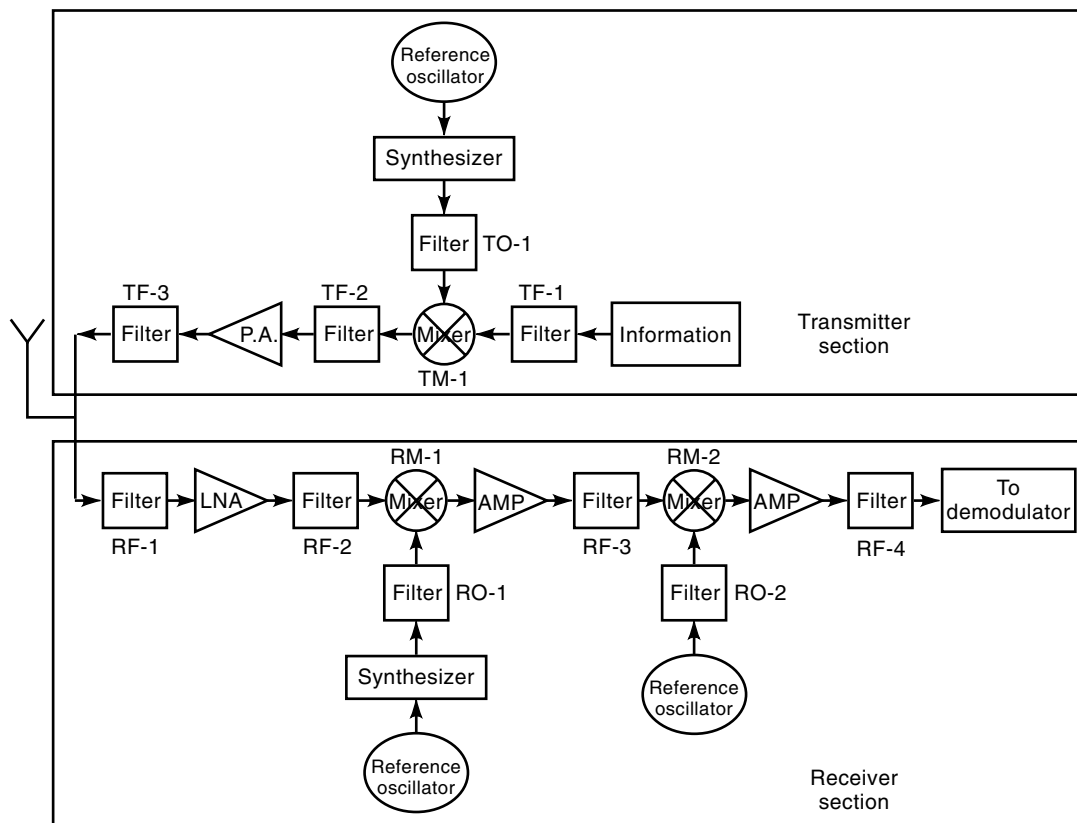 Reference
oscillator
Synthesizer
Filter
TO-1
TF-3
TF-2
TF-1
Filter
P.A.
Filter
Mixer
Filter
Information
TM-1
Transmitter
section
RM-1
RM-2
Filter
LNA
Filter
Mixer
AMP
Filter
Mixer
AMP
Filter
To
demodulator
RF-1
RF-2
RF-3
RF-4
Filter
RO-1
Filter
RO-2
Synthesizer
Reference
oscillator
Reference
oscillator
Receiver
section